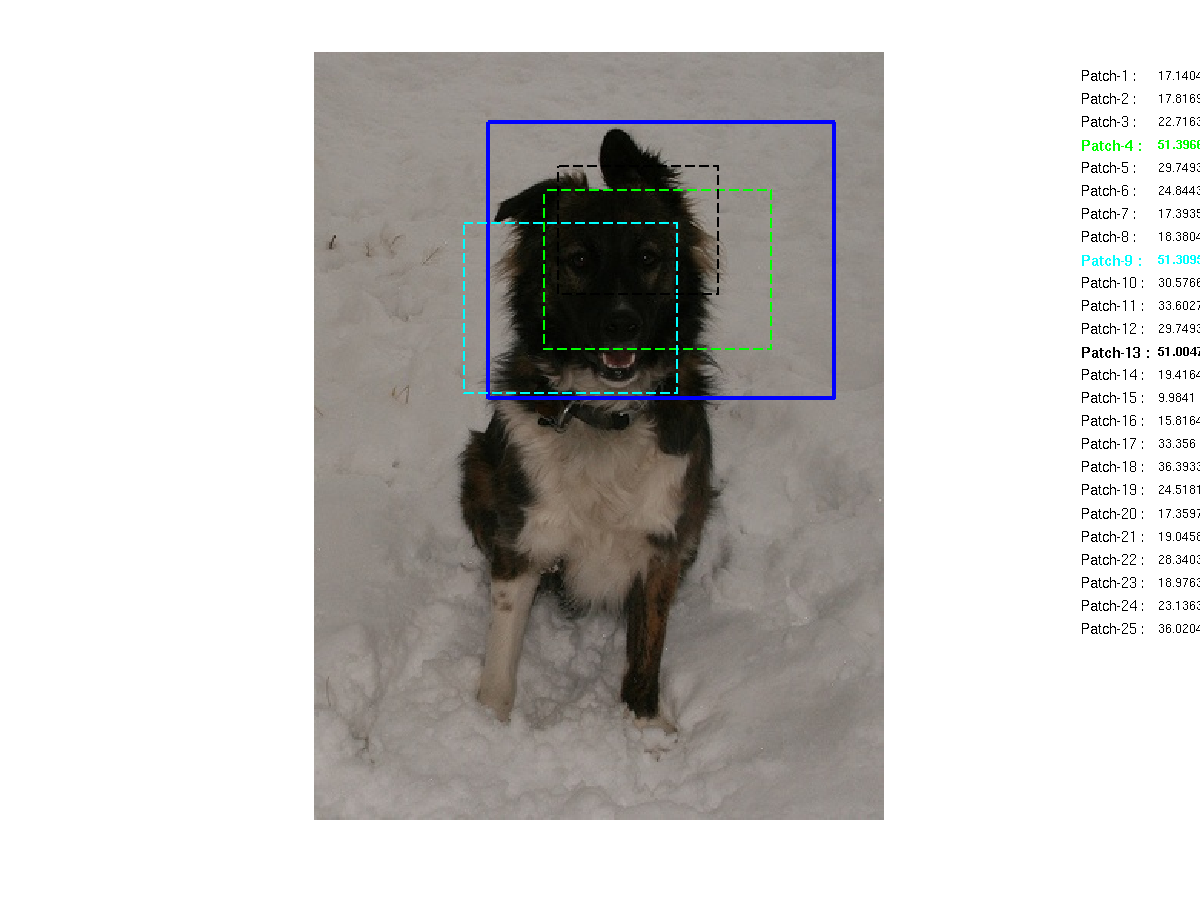 Patch-1 : 17.1404
Patch-2 : 17.8169
Patch-3 : 22.7163
Patch-4 : 51.3966
Patch-5 : 29.7493
Patch-6 : 24.8443
Patch-7 : 17.3935
Patch-8 : 18.3804
Patch-9 : 51.3099
Patch-10 : 30.5766
Patch-11 : 33.6027
Patch-12 : 29.7493
Patch-13 : 51.0047
Patch-14 : 19.4164
Patch-15 : 9.9841
Patch-16 : 15.8164
Patch-17 : 33.356
Patch-18 : 36.3933
Patch-19 : 24.5181
Patch-20 : 17.3597
Patch-21 : 19.0456
Patch-22 : 28.3403
Patch-23 : 18.9763
Patch-24 : 23.1363
Patch-25 : 36.0204